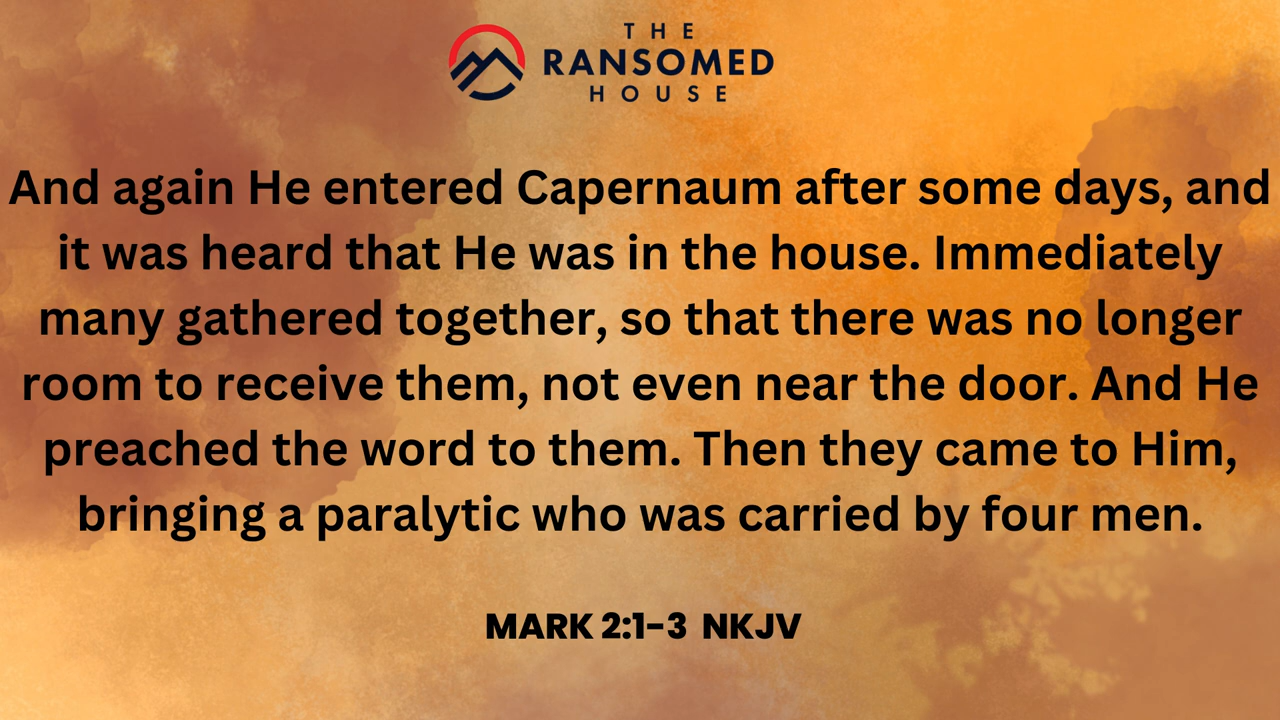 THE
RANSOMED
HOUSE
And again He entered Capernaum after some days, and
it was heard that He was in the house. Immediately
many gathered together, so that there was no longer
room to receive them, not even near the door. And He
preached the word to them. Then they came to Him,
bringing a paralytic who was carried by four men.
MARK 2:1-3 NKJV